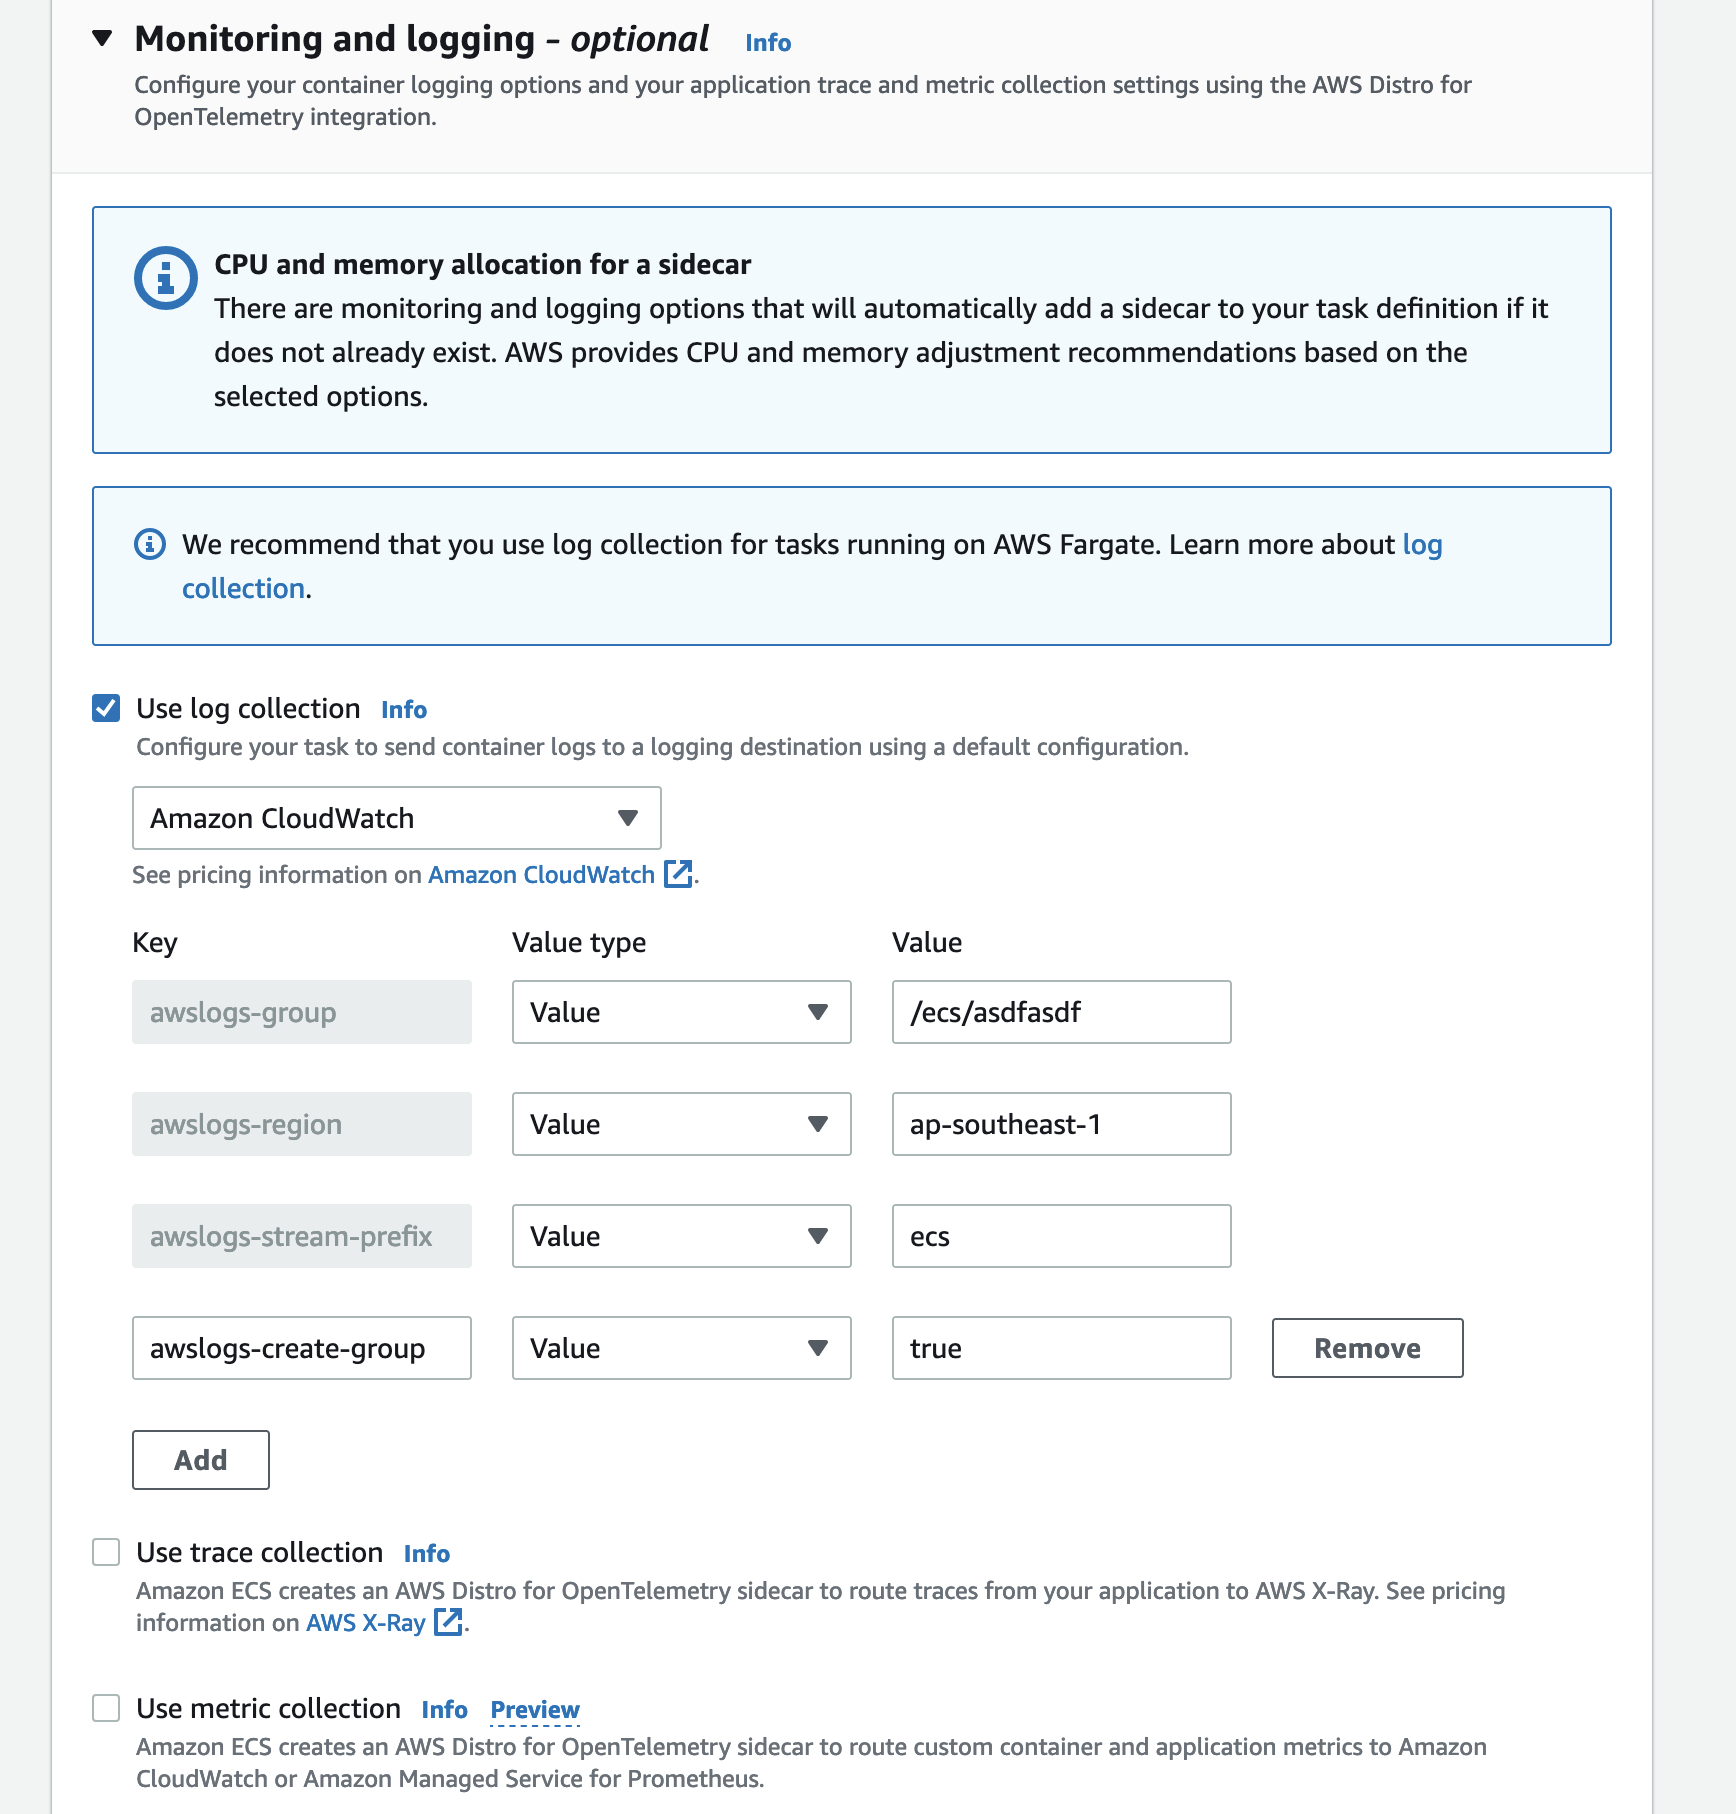 Monitoring and logging - optional Info
Configure your container logging options and your application trace and metric collection settings using the AWS Distro for
OpenTelemetry integration.
CPU and memory allocation for a sidecar
There are monitoring and logging options that will automatically add a sidecar to your task definition if it
does not already exist. AWS provides CPU and memory adjustment recommendations based on the
selected options.
We recommend that you use log collection for tasks running on AWS Fargate. Learn more about log
collection.
Use log collection Info
Configure your task to send container logs to a logging destination using a default configuration.
Amazon CloudWatch
See pricing information on Amazon CloudWatch.
Key Value type Value
awslogs-group Value /ecs/asdfasdf
awslogs-region Value ap-southeast-1
awslogs-stream-prefix Value ecs
awslogs-create-group Value true Remove
Add
Use trace collection Info
Amazon ECS creates an AWS Distro for OpenTelemetry sidecar to route traces from your application to AWS X-Ray. See pricing
information on AWS X-Ray.
Use metric collection Info Preview
Amazon ECS creates an AWS Distro for OpenTelemetry sidecar to route custom container and application metrics to Amazon
CloudWatch or Amazon Managed Service for Prometheus.